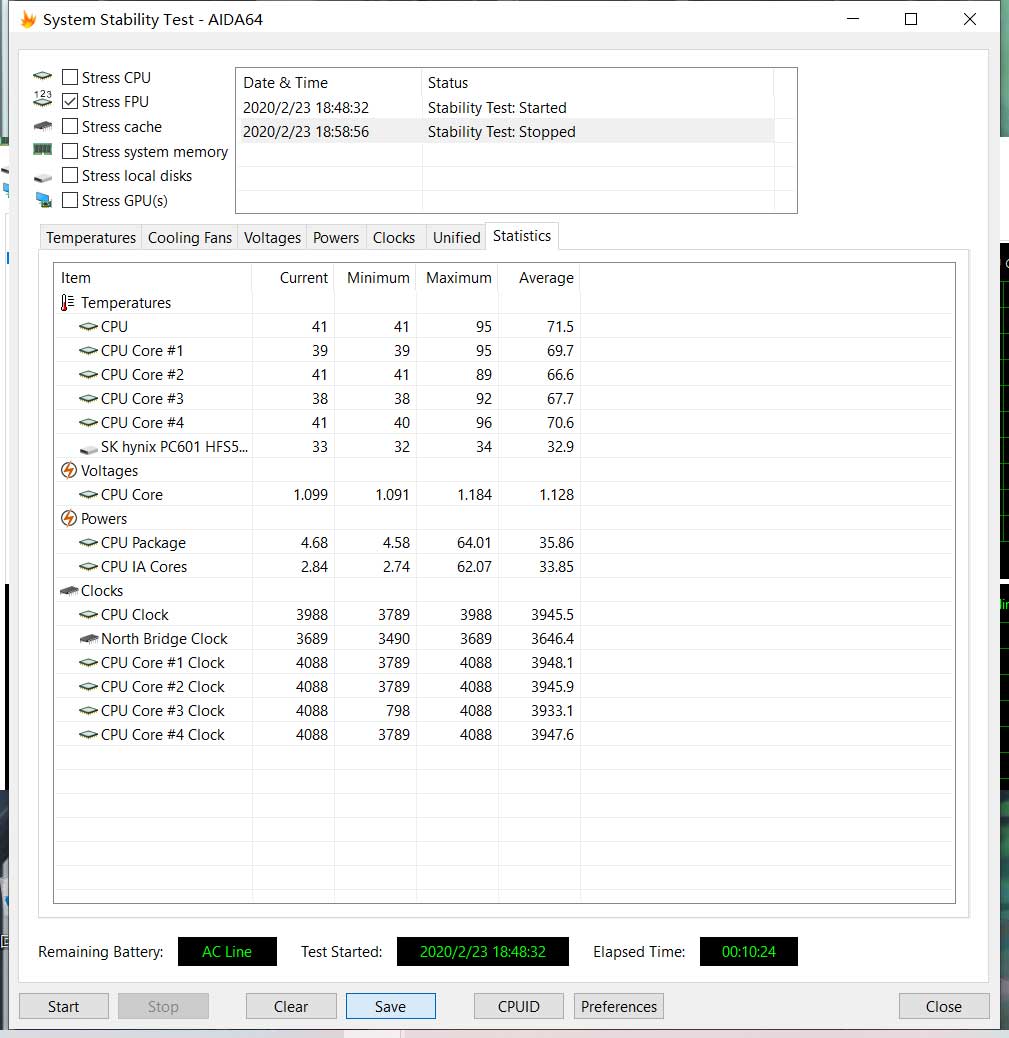 System Stability Test - AIDA64
Stress CPU
123
Stress FPU
Stress cache
Stress system memory
Stress local disks
Stress GPU(s)
Date & Time Status
2020/2/23 18:48:32 Stability Test: Started
2020/2/23 18:58:56 Stability Test: Stopped
Temperatures Cooling Fans Voltages Powers Clocks Unified Statistics
Item Current Minimum Maximum Average
Temperatures
CPU 41 41 95 71.5
CPU Core #1 39 39 95 69.7
CPU Core #2 41 41 89 66.6
CPU Core #3 38 38 92 67.7
CPU Core #4 41 40 96 70.6
SK hynix PC601 HFS5... 33 32 34 32.9
Voltages
CPU Core 1.099 1.091 1.184 1.128
Powers
CPU Package 4.68 4.58 64.01 35.86
CPU IA Cores 2.84 2.74 62.07 33.85
Clocks
CPU Clock 3988 3789 3988 3945.5
North Bridge Clock 3689 3490 3689 3646.4
CPU Core #1 Clock 4088 3789 4088 3948.1
CPU Core #2 Clock 4088 3789 4088 3945.9
CPU Core #3 Clock 4088 798 4088 3933.1
CPU Core #4 Clock 4088 3789 4088 3947.6
Remaining Battery: AC Line Test Started: 2020/2/23 18:48:32 Elapsed Time: 00:10:24
Start Stop Clear Save CPUID Preferences Close